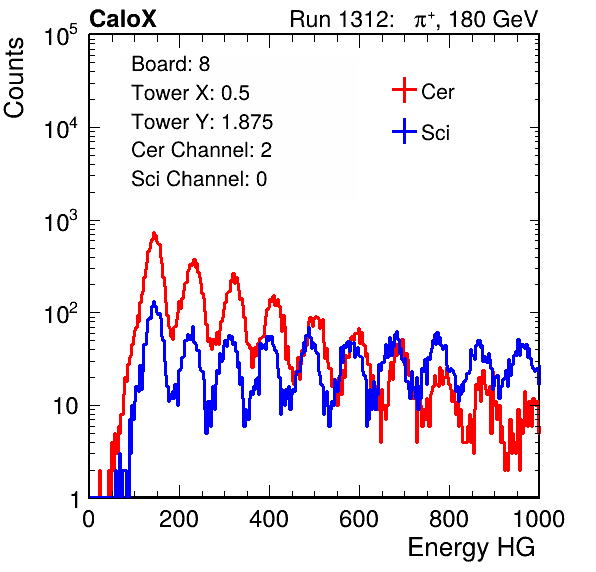 CaloX Run 1312: π⁺, 180 GeV
Counts
10⁵
10⁴
10³
10²
10
1
Board: 8
Tower X: 0.5
Tower Y: 1.875
Cer Channel: 2
Sci Channel: 0
Cer
Sci
0 200 400 600 800 1000
Energy HG